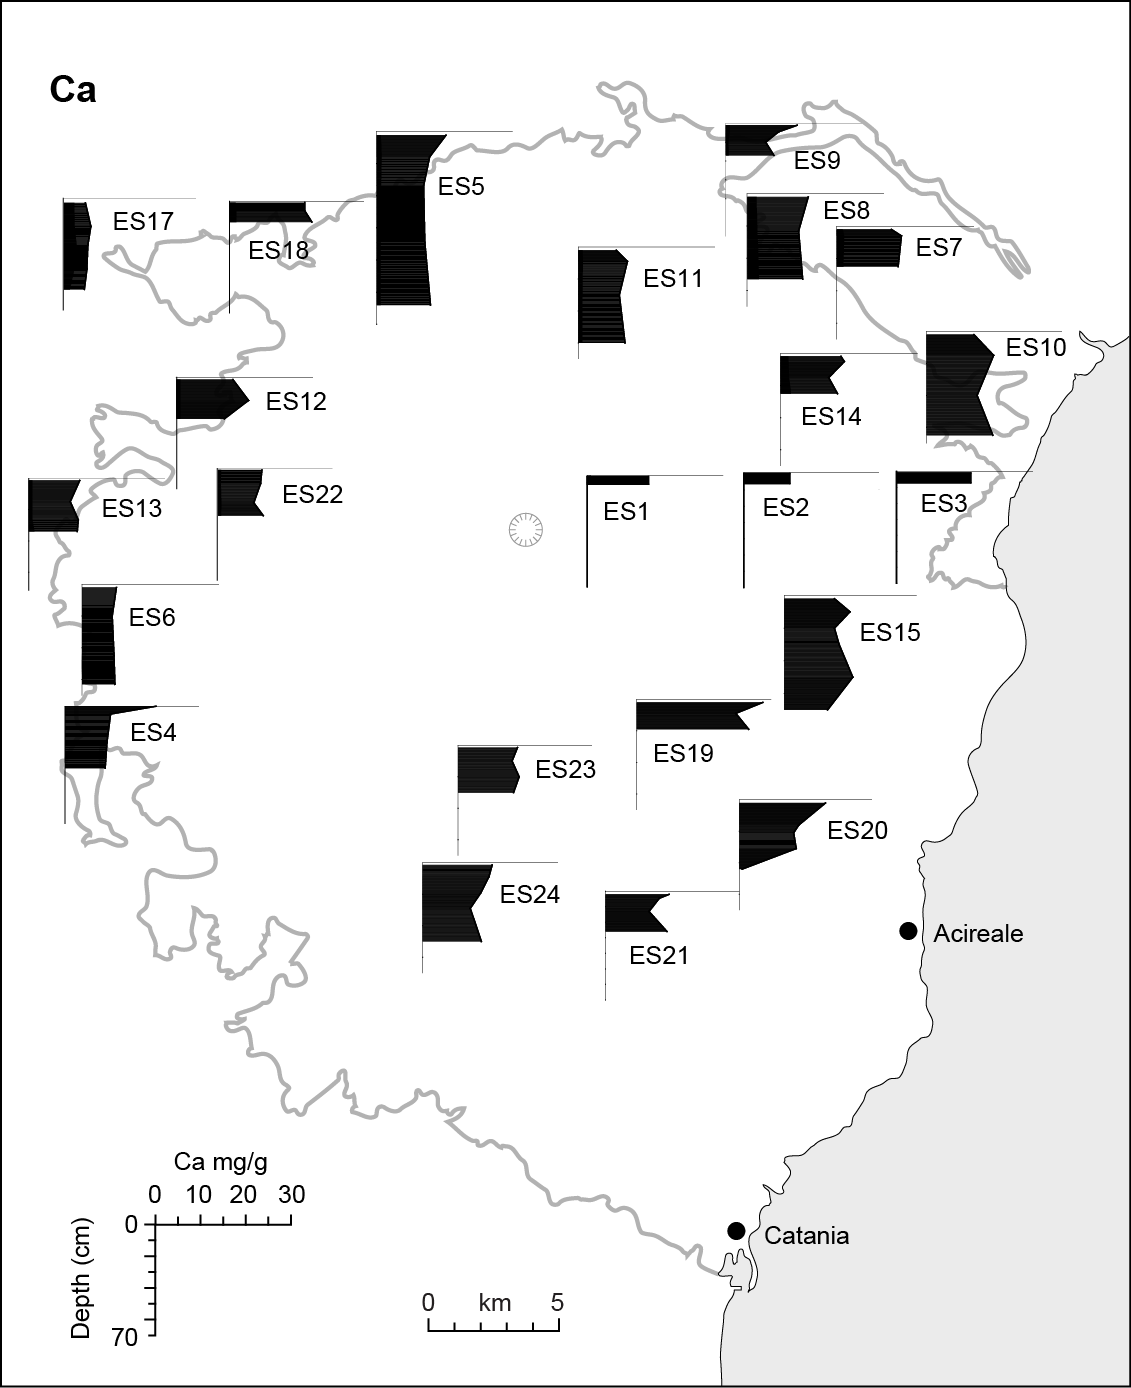 Ca
ES9
ES5
ES8
ES17
ES7
ES18
ES11
ES10
ES12
ES14
ES22
ES13
ES1
ES2
ES3
ES6
ES15
ES4
ES19
ES23
ES20
ES24
ES21
Acireale
Ca mg/g
0 10 20 30
0
Depth (cm)
70
Catania
0 km 5